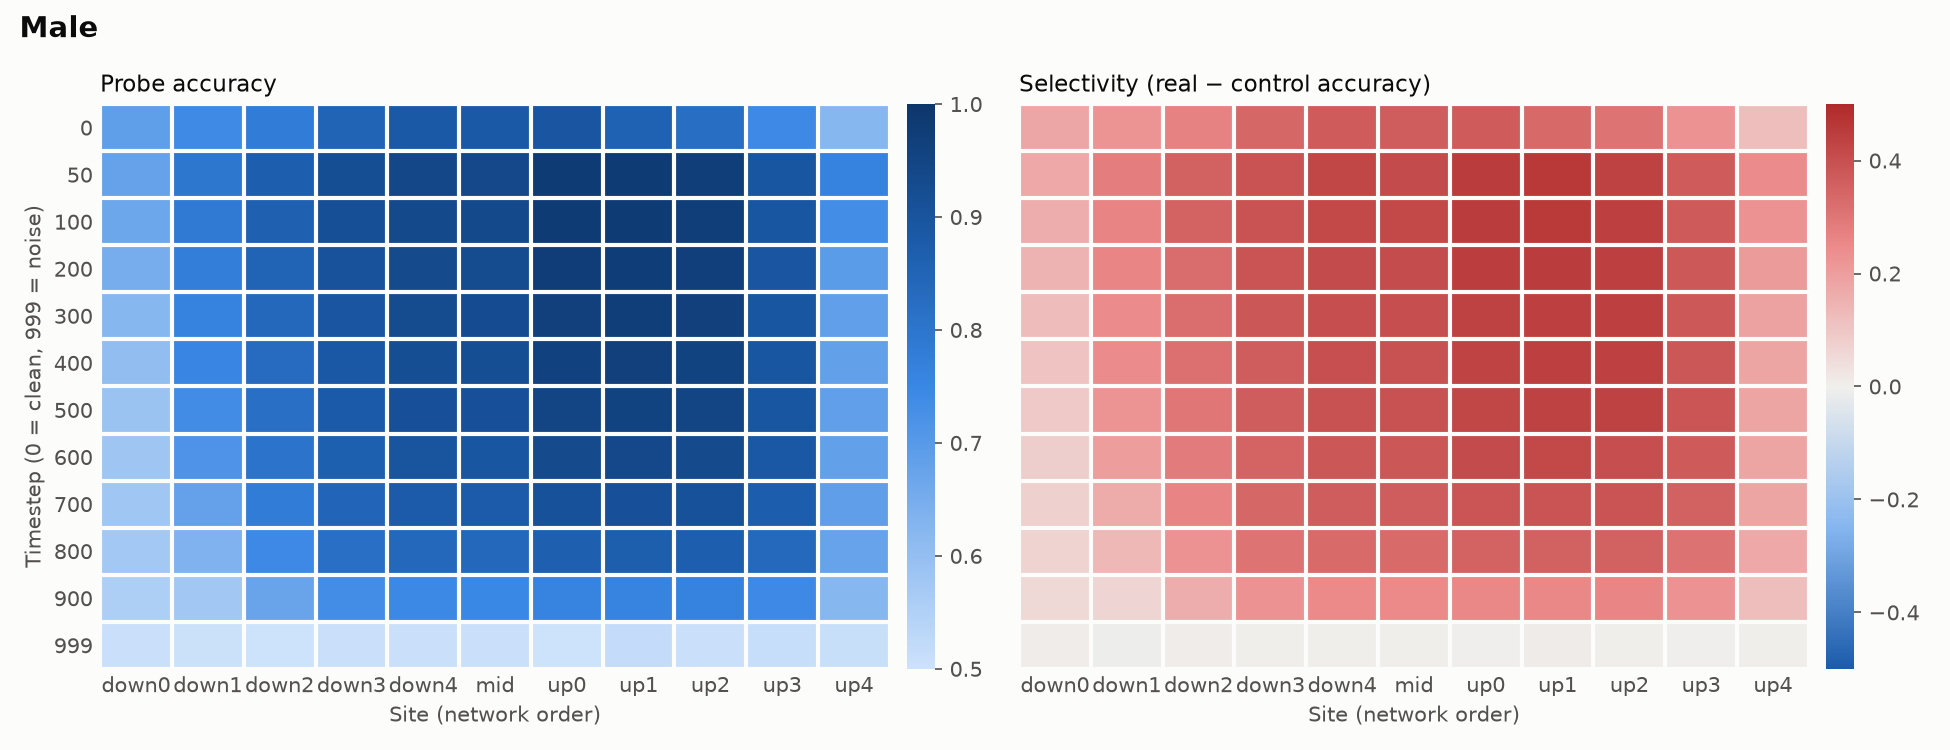 Male
Probe accuracy
Timestep (0 = clean, 999 = noise)
0
50
100
200
300
400
500
600
700
800
900
999
down0 down1 down2 down3 down4 mid up0 up1 up2 up3 up4
Site (network order)
1.0
0.9
0.8
0.7
0.6
0.5
Selectivity (real − control accuracy)
down0 down1 down2 down3 down4 mid up0 up1 up2 up3 up4
Site (network order)
0.4
0.2
0.0
−0.2
−0.4